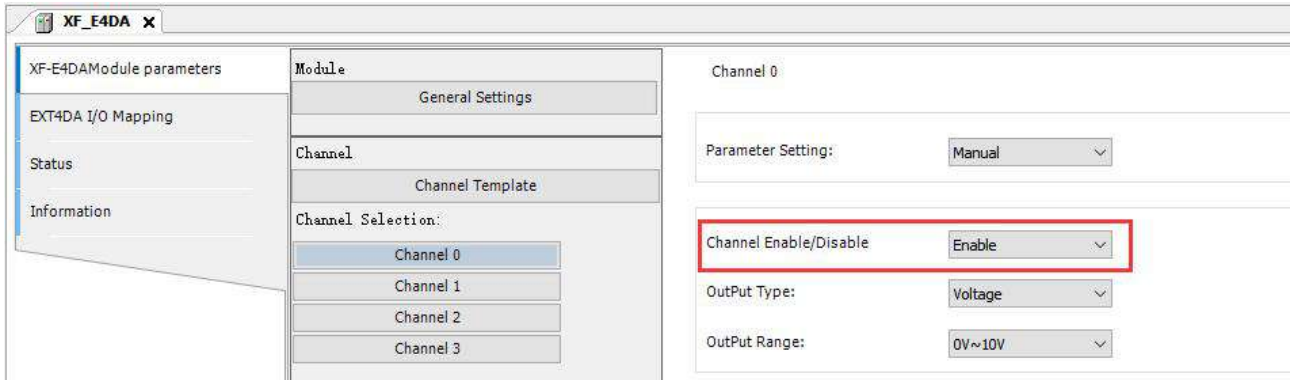 XF_E4DA X
XF-E4DAModule parameters
EXT4DA I/O Mapping
Status
Information
Module
General Settings
Channel
Channel Template
Channel Selection:
Channel 0
Channel 1
Channel 2
Channel 3
Channel 0
Parameter Setting: Manual
Channel Enable/Disable Enable
OutPut Type: Voltage
OutPut Range: 0V~10V